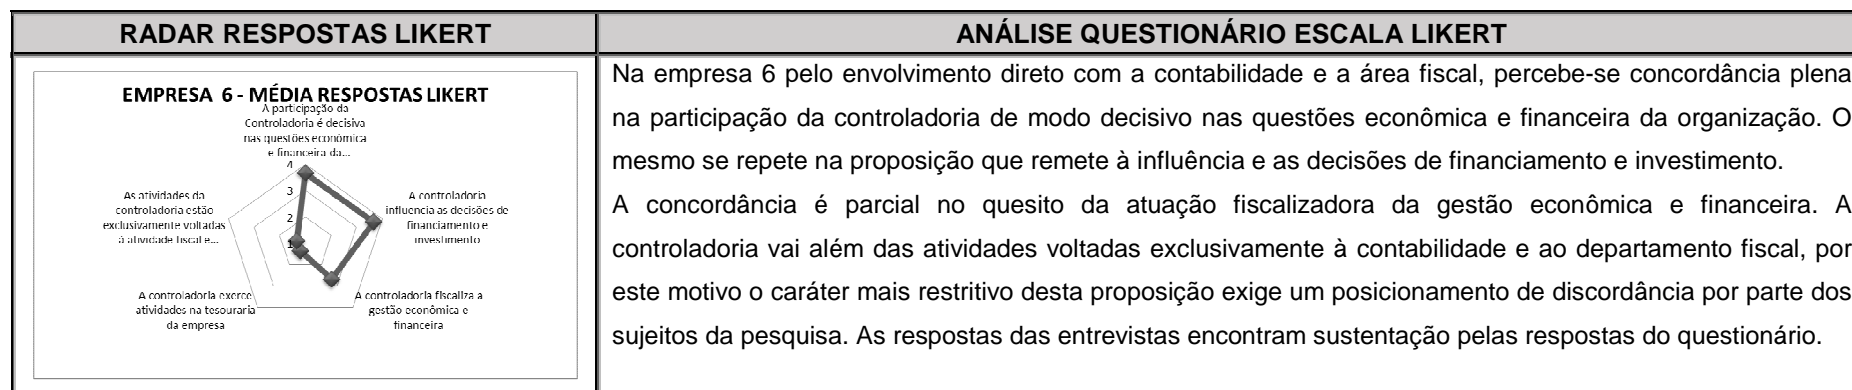 RADAR RESPOSTAS LIKERT
ANÁLISE QUESTIONÁRIO ESCALA LIKERT
EMPRESA 6 - MÉDIA RESPOSTAS LIKERT
A participação da
Controladoria é decisiva
nas questões econômica
e financeira da...
4
3
2
1
A controladoria
influencia as decisões de
financiamento e
investimento
A controladoria fiscaliza a
gestão econômica e
financeira
A controladoria exerce
atividades na tesouraria
da empresa
As atividades da
controladoria estão
exclusivamente voltadas
à atividade fiscal e...
Na empresa 6 pelo envolvimento direto com a contabilidade e a área fiscal, percebe-se concordância plena
na participação da controladoria de modo decisivo nas questões econômica e financeira da organização. O
mesmo se repete na proposição que remete à influência e as decisões de financiamento e investimento.
A concordância é parcial no quesito da atuação fiscalizadora da gestão econômica e financeira. A
controladoria vai além das atividades voltadas exclusivamente à contabilidade e ao departamento fiscal, por
este motivo o caráter mais restritivo desta proposição exige um posicionamento de discordância por parte dos
sujeitos da pesquisa. As respostas das entrevistas encontram sustentação pelas respostas do questionário.